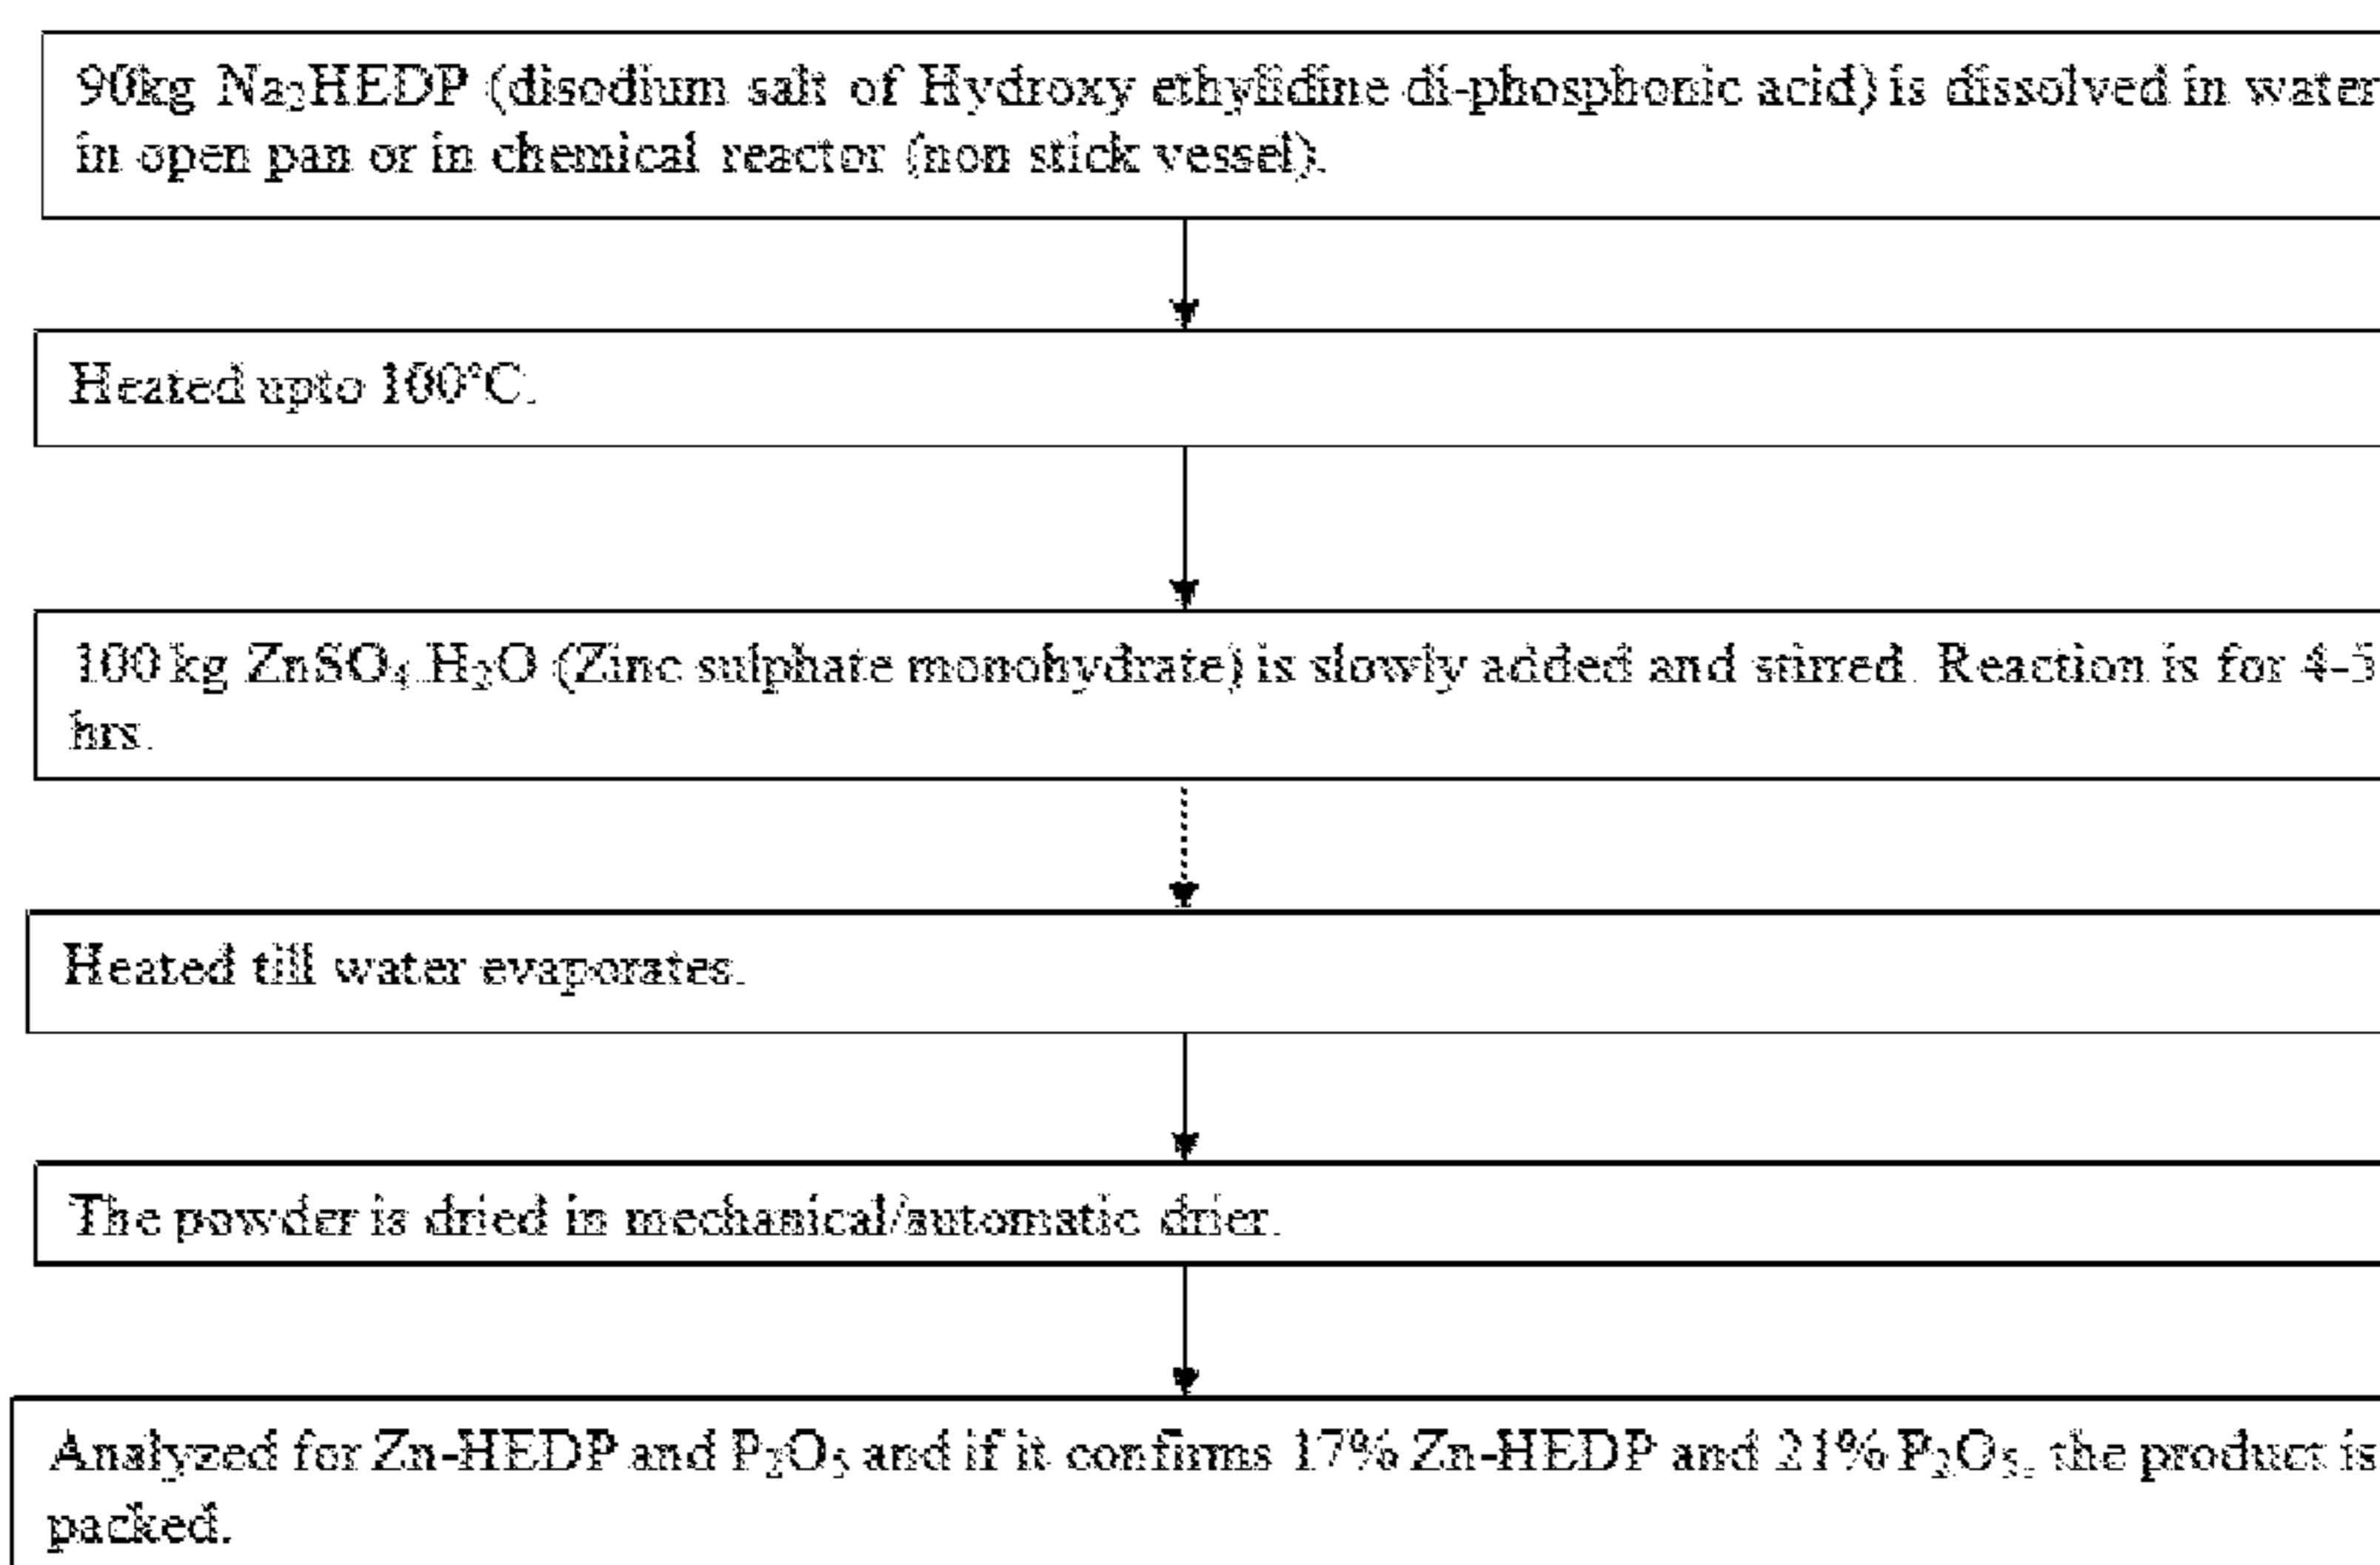 90kg Na₂HEDP (disodium salt of Hydroxy ethylidine di-phosphonic acid) is dissolved in water
in open pan or in chemical reactor (non stick vessel).
Heated upto 100°C.
100 kg ZnSO₄.H₂O (Zinc sulphate monohydrate) is slowly added and stirred. Reaction is for 4-5
hrs.
Heated till water evaporates.
The powder is dried in mechanical/automatic drier.
Analyzed for Zn-HEDP and P₂O₅ and if it confirms 17% Zn-HEDP and 21% P₂O₅, the product is
packed.